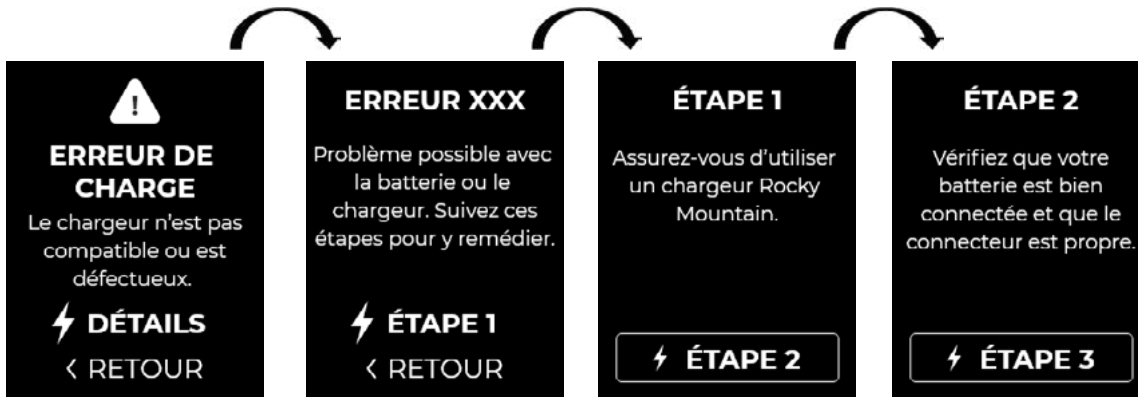 !
ERREUR DE
CHARGE
Le chargeur n'est pas
compatible ou est
défectueux.
DÉTAILS
< RETOUR
ERREUR XXX
Problème possible avec
la batterie ou le
chargeur. Suivez ces
étapes pour y remédier.
ÉTAPE 1
< RETOUR
ÉTAPE 1
Assurez-vous d'utiliser
un chargeur Rocky
Mountain.
ÉTAPE 2
ÉTAPE 2
Vérifiez que votre
batterie est bien
connectée et que le
connecteur est propre.
ÉTAPE 3